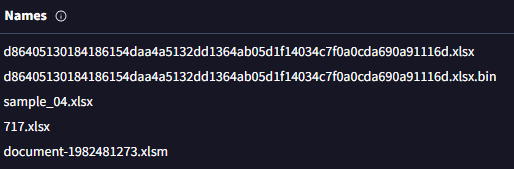 Names
d86405130184186154daa4a5132dd1364ab05d1f14034c7f0a0cda690a91116d.xlsx
d86405130184186154daa4a5132dd1364ab05d1f14034c7f0a0cda690a91116d.xlsx.bin
sample_04.xlsx
717.xlsx
document-1982481273.xlsm